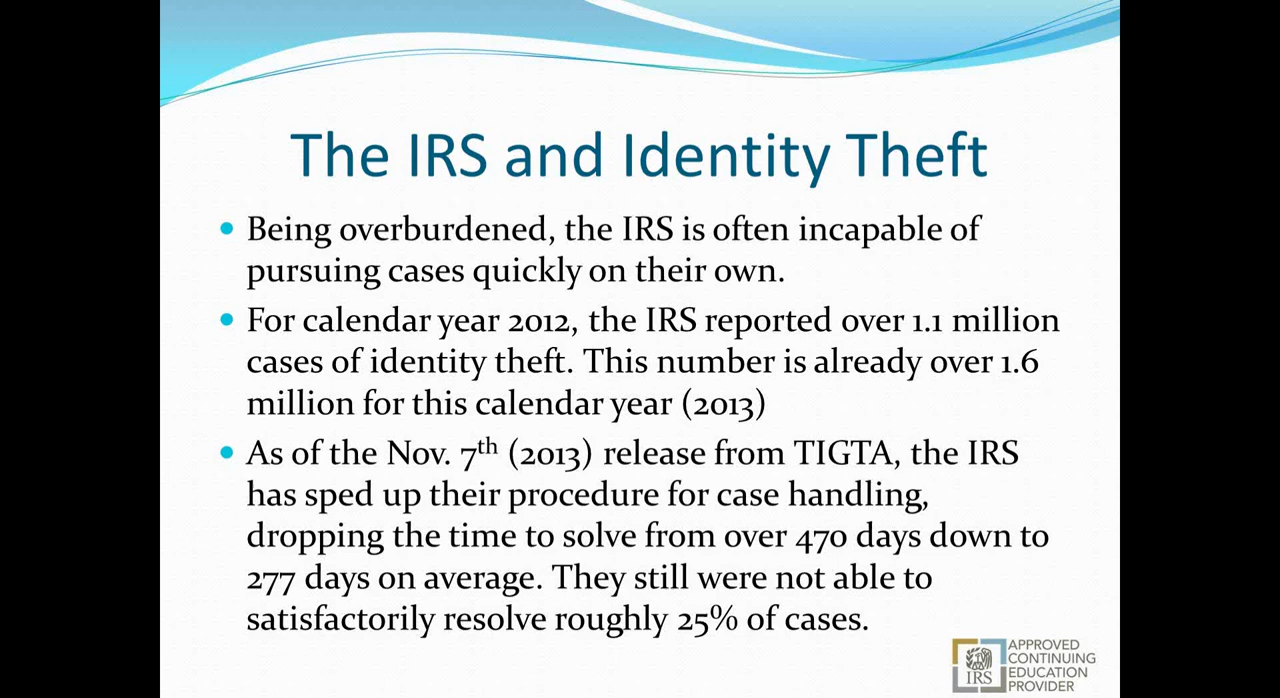 The IRS and Identity Theft
Being overburdened, the IRS is often incapable of
pursuing cases quickly on their own.
For calendar year 2012, the IRS reported over 1.1 million
cases of identity theft. This number is already over 1.6
million for this calendar year (2013)
As of the Nov. 7th (2013) release from TIGTA, the IRS
has sped up their procedure for case handling,
dropping the time to solve from over 470 days down to
277 days on average. They still were not able to
satisfactorily resolve roughly 25% of cases.
IRS
APPROVED
CONTINUING
EDUCATION
PROVIDER